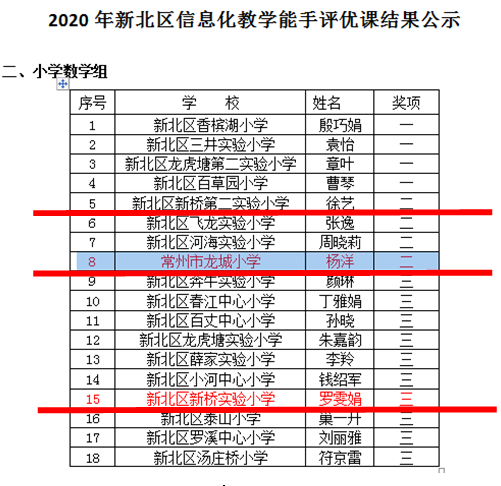 2020 年新北区信息化教学能手评优课结果公示
二、小学数学组
序号 学 校 姓名 奖项
1 新北区香槟湖小学 殷巧娟 一
2 新北区三井实验小学 袁怡 一
3 新北区龙虎塘第二实验小学 章叶 一
4 新北区百草园小学 曹琴 一
5 新北区新桥第二实验小学 徐艺 二
6 新北区飞龙实验小学 张逸 二
7 新北区河海实验小学 周晓莉 二
8 常州市龙城小学 杨洋 二
9 新北区奔牛实验小学 颜琳 三
10 新北区春江中心小学 丁雅娟 三
11 新北区百丈中心小学 孙晓 三
12 新北区龙虎塘实验小学 朱嘉韵 三
13 新北区薛家实验小学 李羚 三
14 新北区小河中心小学 钱绍军 三
15 新北区新桥实验小学 罗雯娟 三
16 新北区泰山小学 巢一丹 三
17 新北区罗溪中心小学 刘丽雅 三
18 新北区汤庄桥小学 符京雷 三